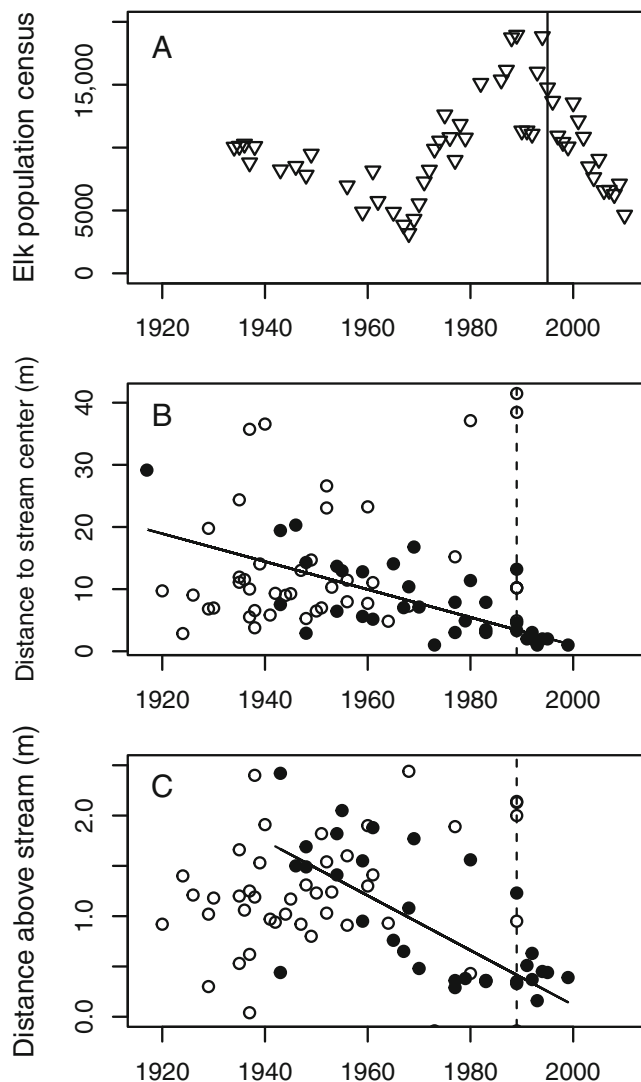 A
Elk population census
15,000
5000
0
1920 1940 1960 1980 2000
B
Distance to stream center (m)
40
30
20
10
0
1920 1940 1960 1980 2000
C
Distance above stream (m)
2.0
1.0
0.0
1920 1940 1960 1980 2000